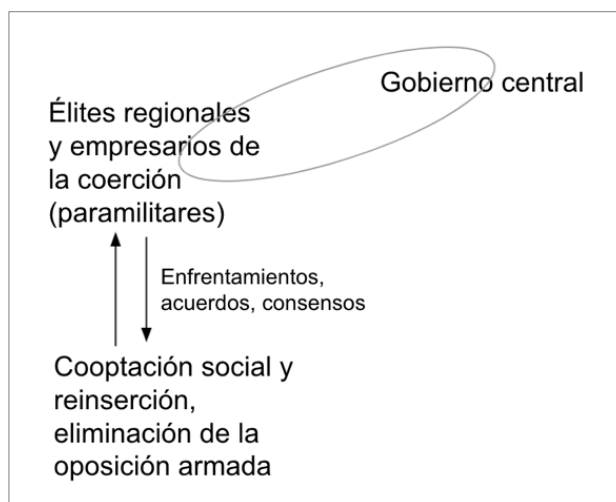 Gobierno central
Élites regionales
y empresarios de
la coerción
(paramilitares)
Enfrentamientos,
acuerdos, consensos
Cooptación social y
reinserción,
eliminación de la
oposición armada